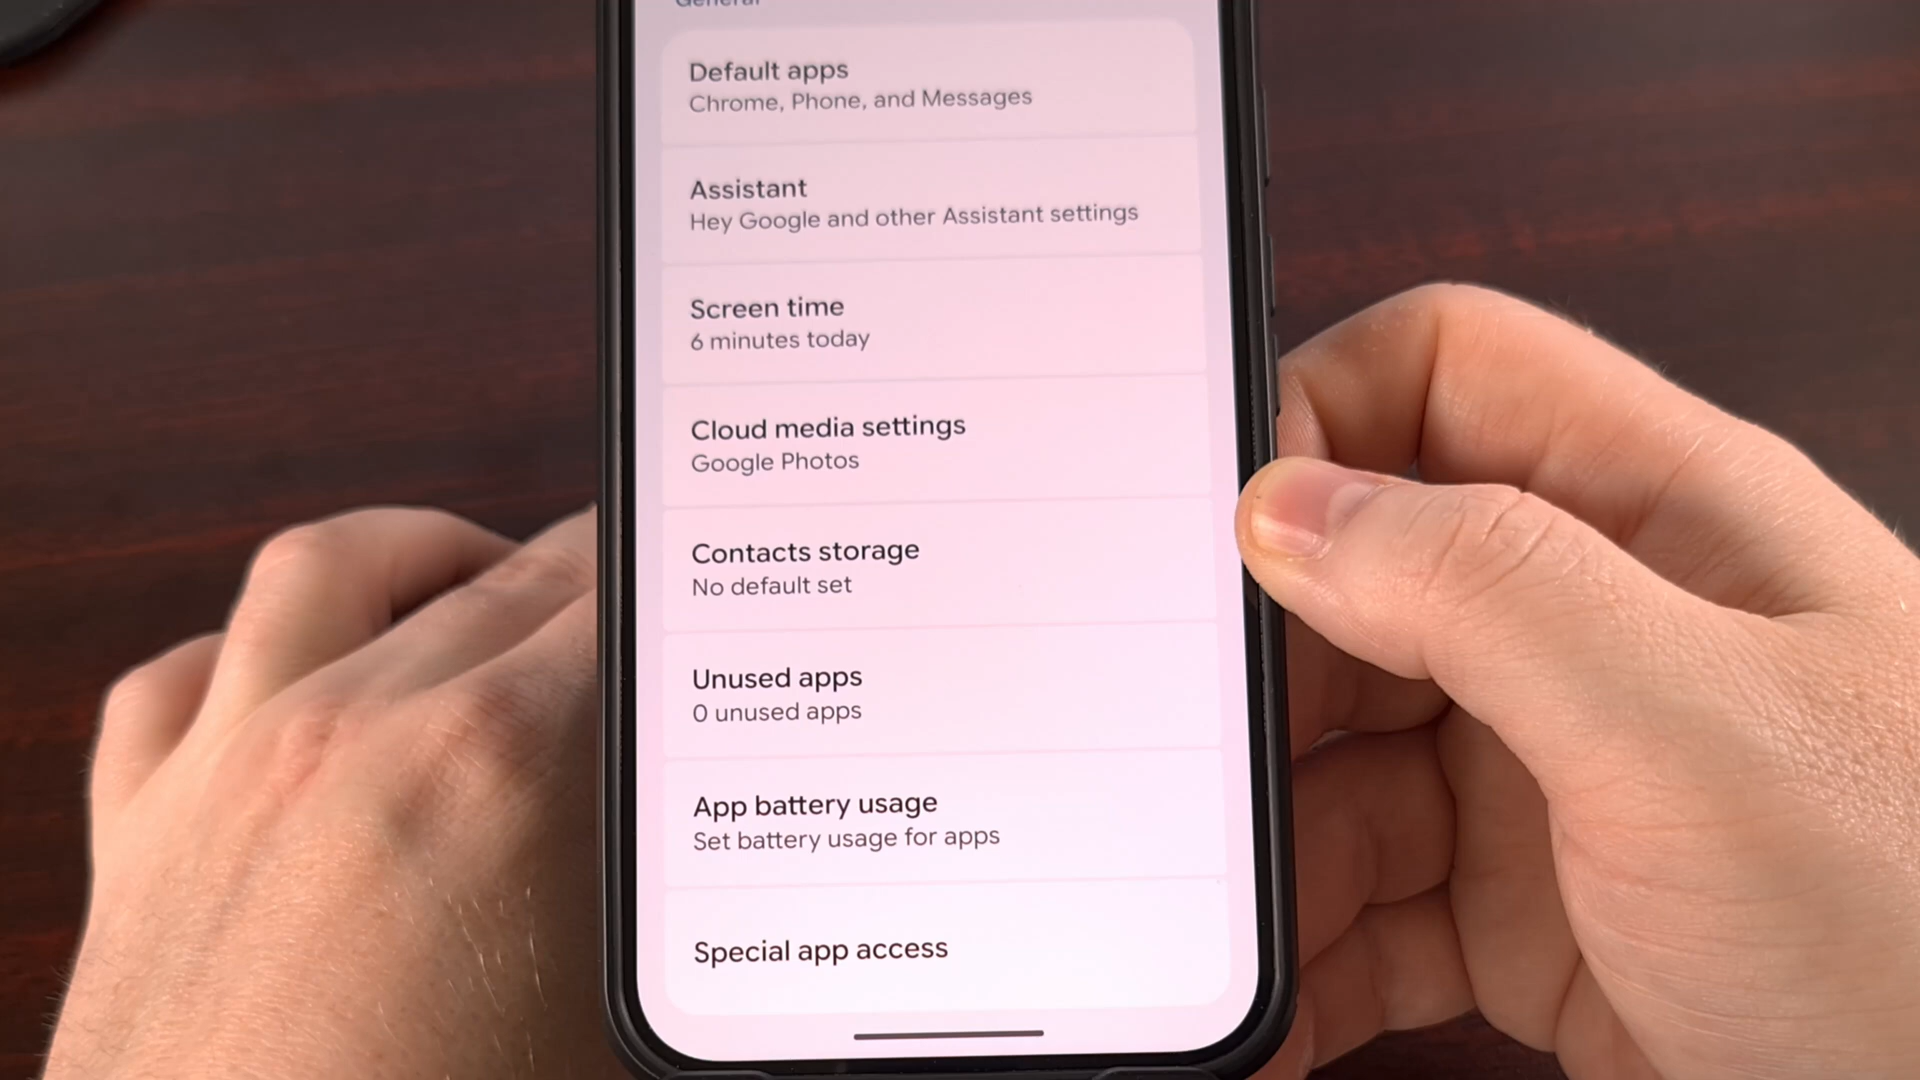 General
Default apps
Chrome, Phone, and Messages
Assistant
Hey Google and other Assistant settings
Screen time
6 minutes today
Cloud media settings
Google Photos
Contacts storage
No default set
Unused apps
0 unused apps
App battery usage
Set battery usage for apps
Special app access